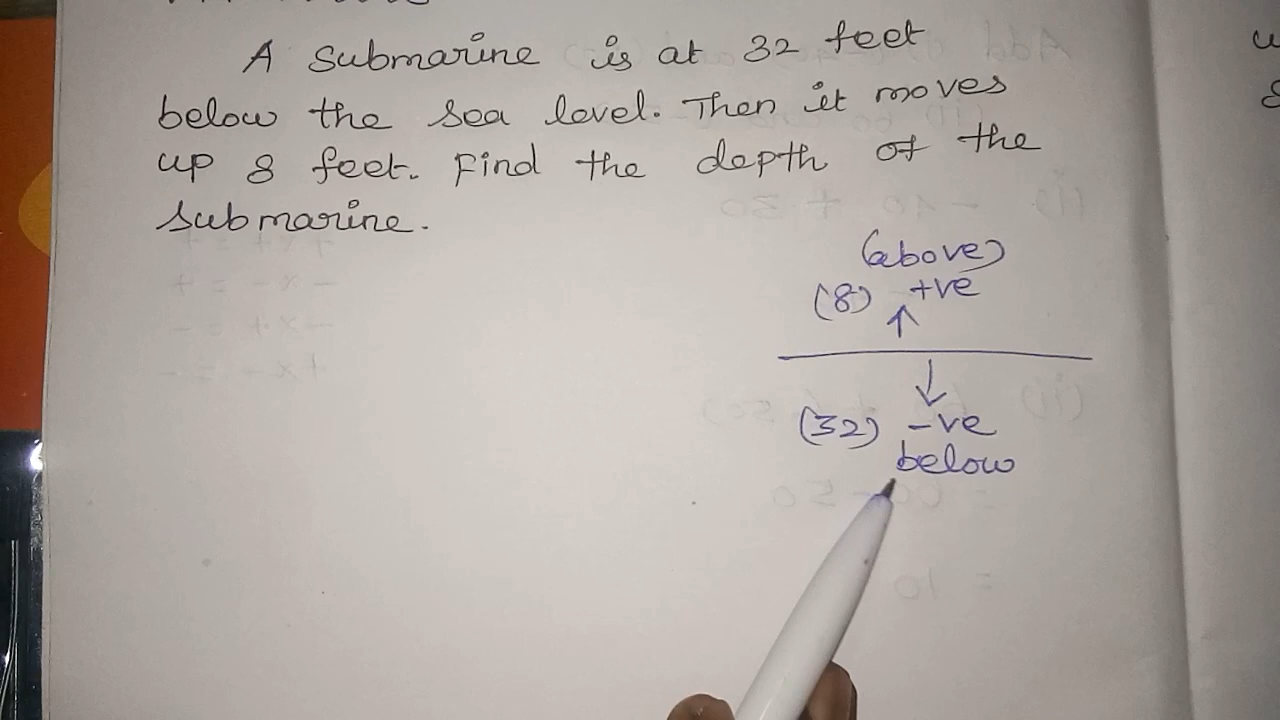 A submarine is at 32 feet
below the sea level. Then it moves
up 8 feet. Find the depth of the
submarine.
(above)
(8) +ve
(32) -ve
below